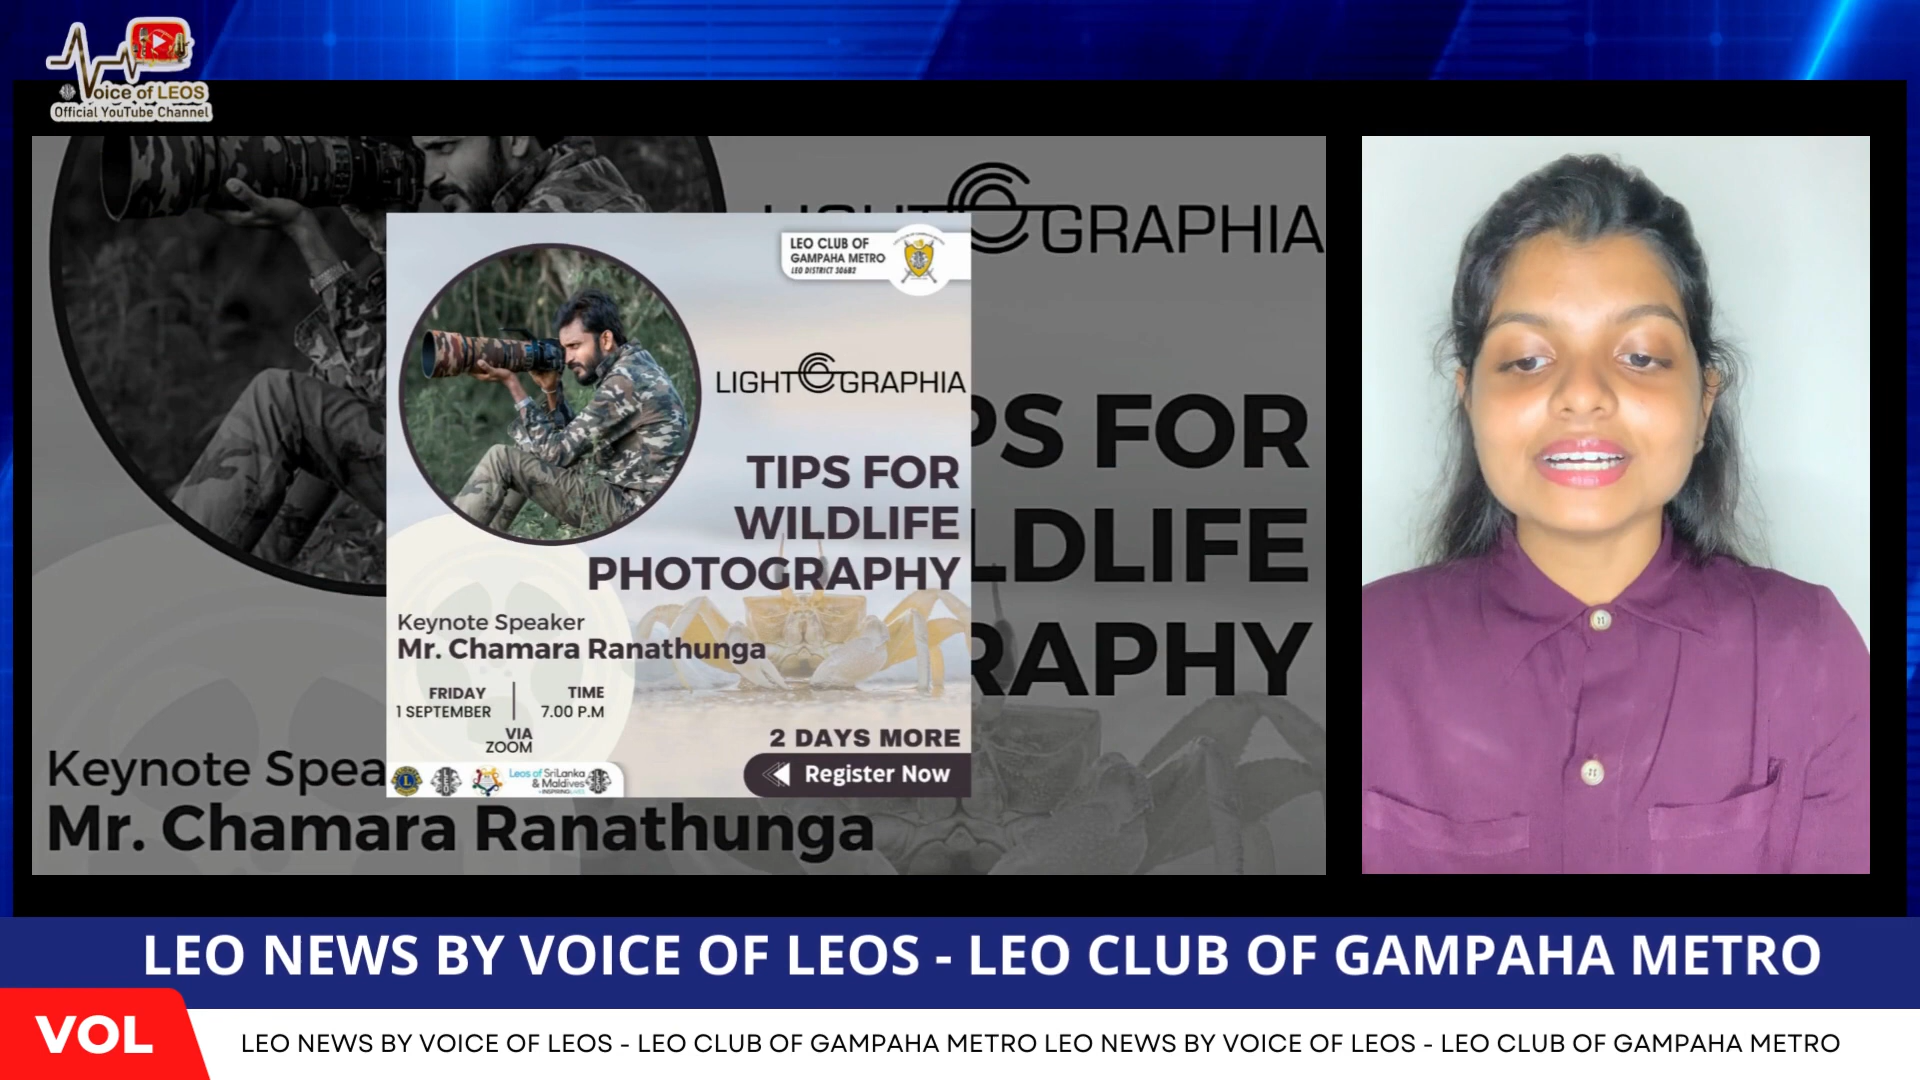 Voice of LEOS
Official YouTube Channel
GRAPHIA
PS FOR
LDLIFE
RAPHY
Keynote Spea
Mr. Chamara Ranathunga
LEO CLUB OF
GAMPAHA METRO
LEO DISTRICT 306B2
LIGHT GRAPHIA
TIPS FOR
WILDLIFE
PHOTOGRAPHY
Keynote Speaker
Mr. Chamara Ranathunga
FRIDAY
1 SEPTEMBER
TIME
7.00 P.M
VIA
ZOOM
2 DAYS MORE
Register Now
Leos of SriLanka
& Maldives
LEO NEWS BY VOICE OF LEOS - LEO CLUB OF GAMPAHA METRO
VOL
LEO NEWS BY VOICE OF LEOS - LEO CLUB OF GAMPAHA METRO LEO NEWS BY VOICE OF LEOS - LEO CLUB OF GAMPAHA METRO